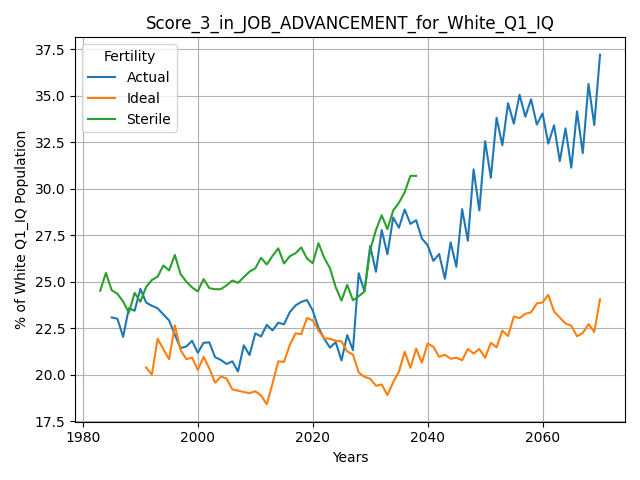 Score_3_in_JOB_ADVANCEMENT_for_White_Q1_IQ
Fertility
Actual
Ideal
Sterile
% of White Q1_IQ Population
37.5
35.0
32.5
30.0
27.5
25.0
22.5
20.0
17.5
1980
2000
2020
2040
2060
Years